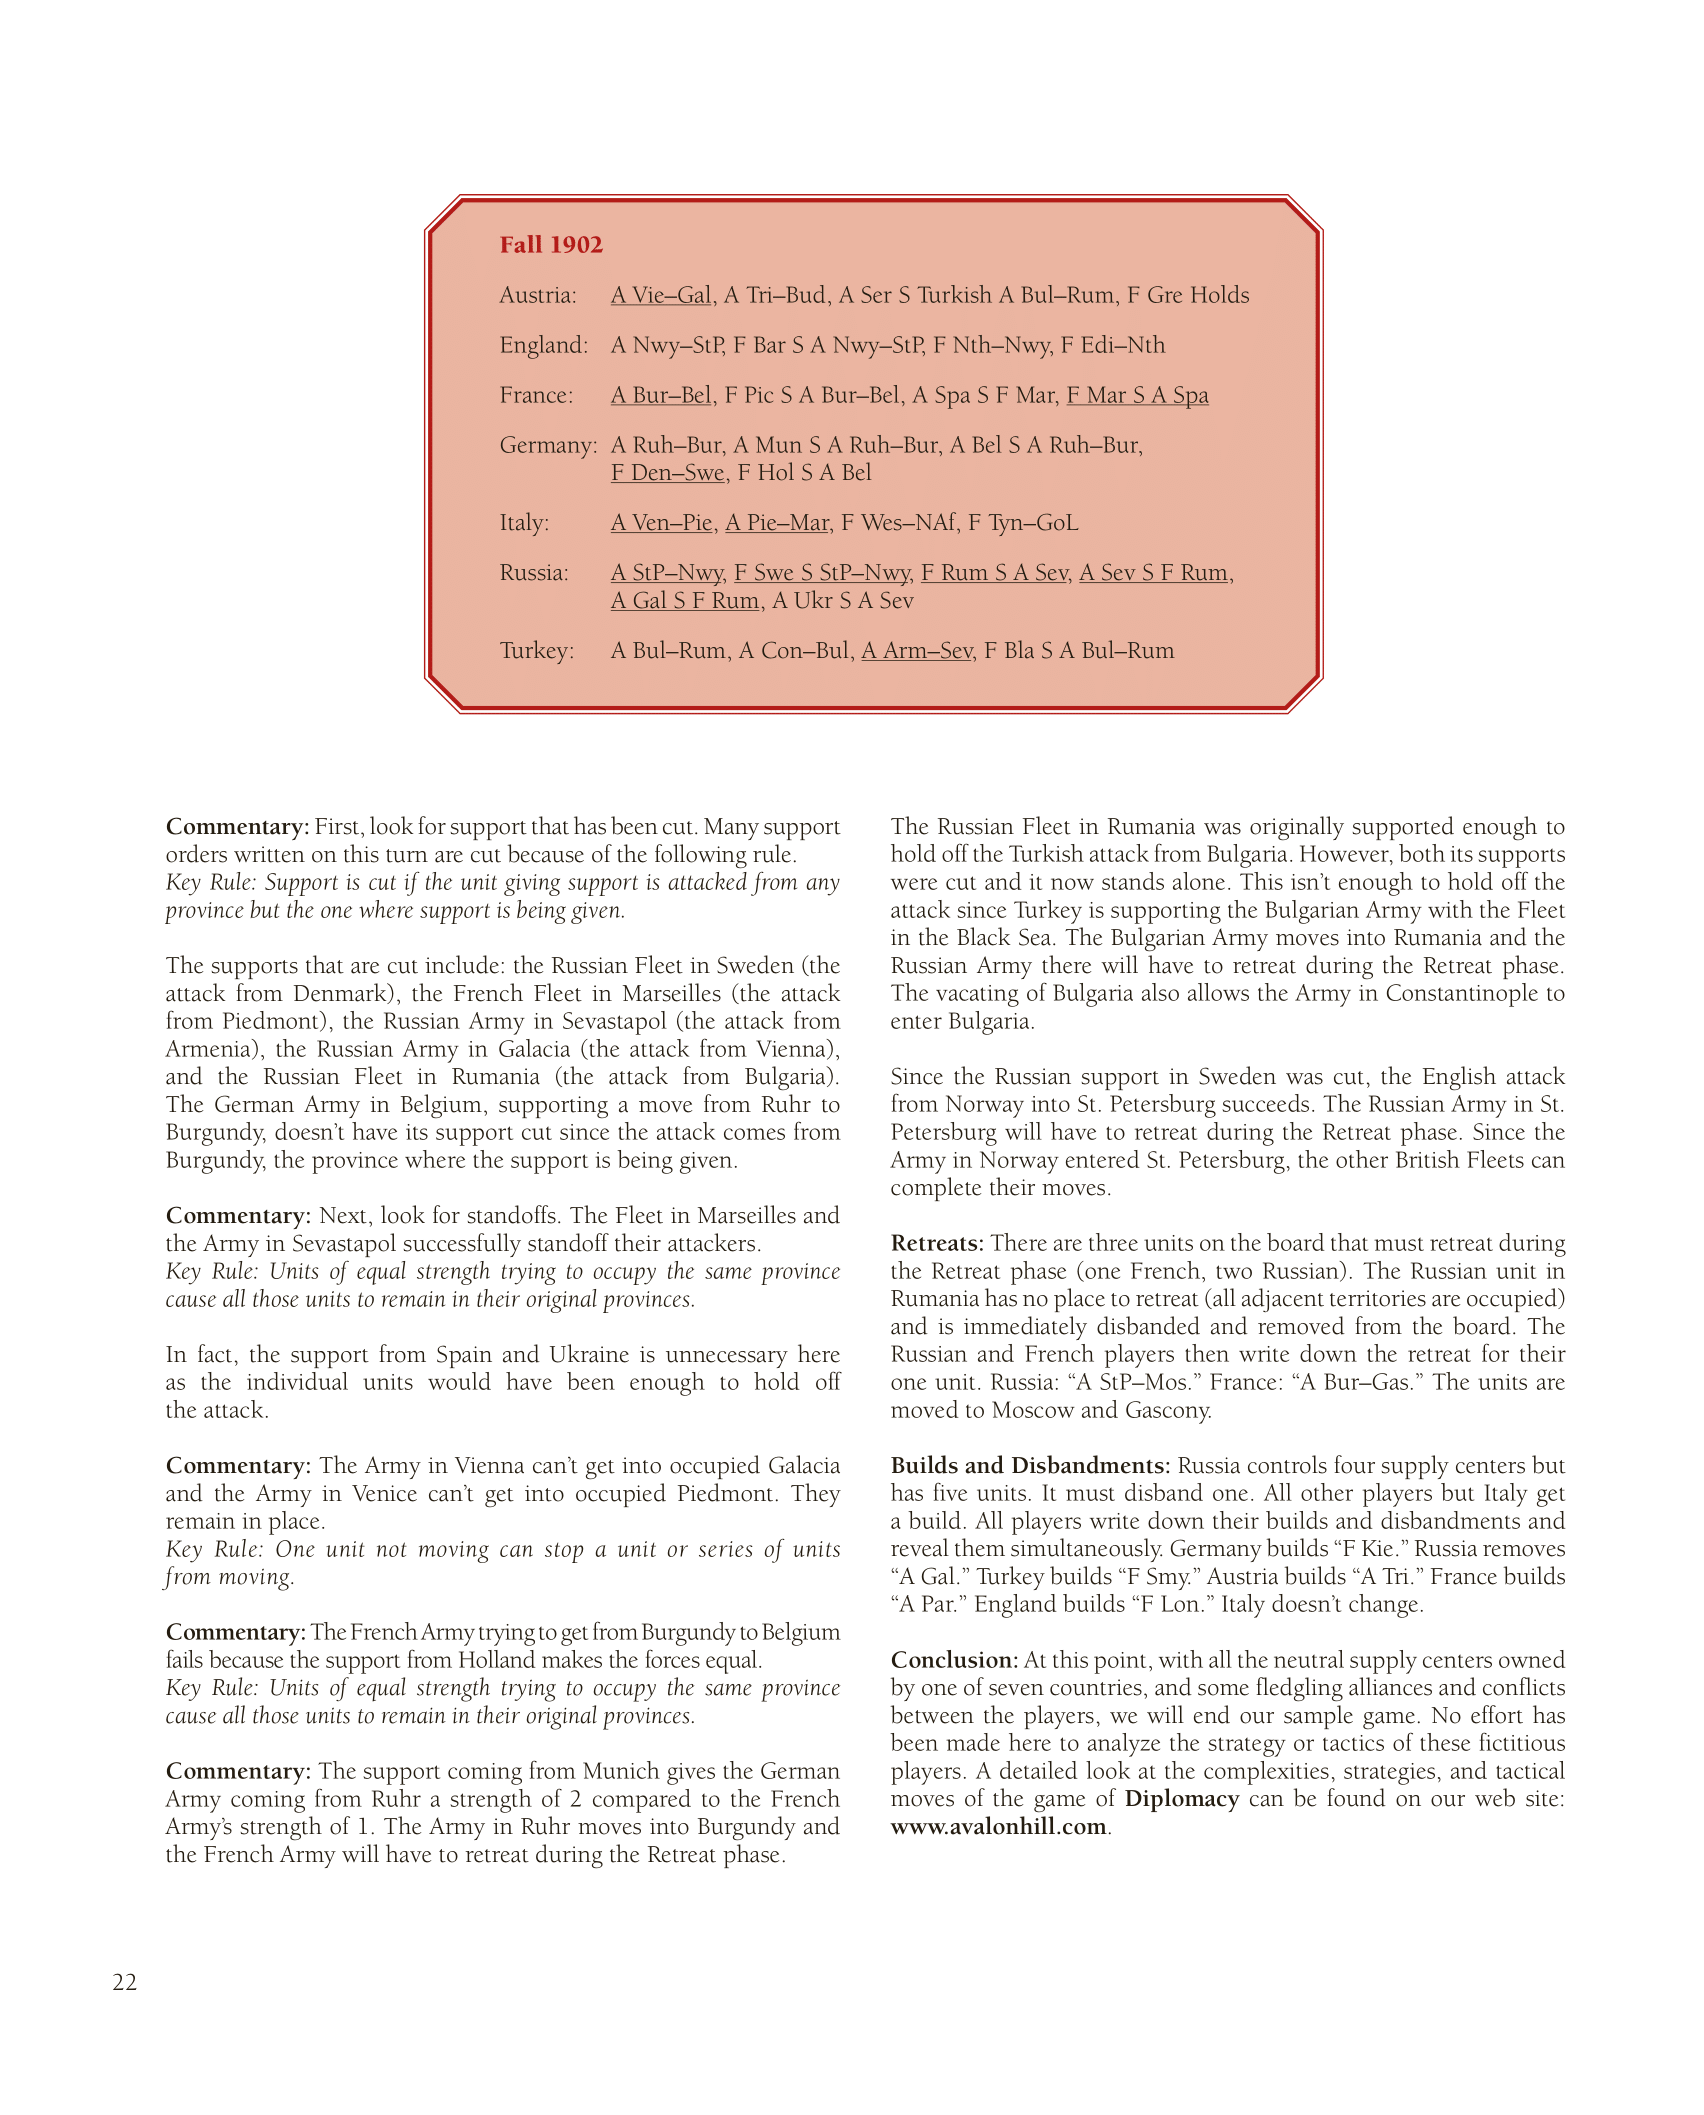 Fall 1902
Austria: A Vie–Gal, A Tri–Bud, A Ser S Turkish A Bul–Rum, F Gre Holds
England: A Nwy–StP, F Bar S A Nwy–StP, F Nth–Nwy, F Edi–Nth
France: A Bur–Bel, F Pic S A Bur–Bel, A Spa S F Mar, F Mar S A Spa
Germany: A Ruh–Bur, A Mun S A Ruh–Bur, A Bel S A Ruh–Bur,
F Den–Swe, F Hol S A Bel
Italy: A Ven–Pie, A Pie–Mar, F Wes–NAf, F Tyn–GoL
Russia: A StP–Nwy, F Swe S StP–Nwy, F Rum S A Sev, A Sev S F Rum,
A Gal S F Rum, A Ukr S A Sev
Turkey: A Bul–Rum, A Con–Bul, A Arm–Sev, F Bla S A Bul–Rum
Commentary: First, look for support that has been cut. Many support
orders written on this turn are cut because of the following rule.
Key Rule: Support is cut if the unit giving support is attacked from any
province but the one where support is being given.
The supports that are cut include: the Russian Fleet in Sweden (the
attack from Denmark), the French Fleet in Marseilles (the attack
from Piedmont), the Russian Army in Sevastapol (the attack from
Armenia), the Russian Army in Galacia (the attack from Vienna),
and the Russian Fleet in Rumania (the attack from Bulgaria).
The German Army in Belgium, supporting a move from Ruhr to
Burgundy, doesn’t have its support cut since the attack comes from
Burgundy, the province where the support is being given.
Commentary: Next, look for standoffs. The Fleet in Marseilles and
the Army in Sevastapol successfully standoff their attackers.
Key Rule: Units of equal strength trying to occupy the same province
cause all those units to remain in their original provinces.
In fact, the support from Spain and Ukraine is unnecessary here
as the individual units would have been enough to hold off
the attack.
Commentary: The Army in Vienna can’t get into occupied Galacia
and the Army in Venice can’t get into occupied Piedmont. They
remain in place.
Key Rule: One unit not moving can stop a unit or series of units
from moving.
Commentary: The French Army trying to get from Burgundy to Belgium
fails because the support from Holland makes the forces equal.
Key Rule: Units of equal strength trying to occupy the same province
cause all those units to remain in their original provinces.
Commentary: The support coming from Munich gives the German
Army coming from Ruhr a strength of 2 compared to the French
Army’s strength of 1. The Army in Ruhr moves into Burgundy and
the French Army will have to retreat during the Retreat phase.
The Russian Fleet in Rumania was originally supported enough to
hold off the Turkish attack from Bulgaria. However, both its supports
were cut and it now stands alone. This isn’t enough to hold off the
attack since Turkey is supporting the Bulgarian Army with the Fleet
in the Black Sea. The Bulgarian Army moves into Rumania and the
Russian Army there will have to retreat during the Retreat phase.
The vacating of Bulgaria also allows the Army in Constantinople to
enter Bulgaria.
Since the Russian support in Sweden was cut, the English attack
from Norway into St. Petersburg succeeds. The Russian Army in St.
Petersburg will have to retreat during the Retreat phase. Since the
Army in Norway entered St. Petersburg, the other British Fleets can
complete their moves.
Retreats: There are three units on the board that must retreat during
the Retreat phase (one French, two Russian). The Russian unit in
Rumania has no place to retreat (all adjacent territories are occupied)
and is immediately disbanded and removed from the board. The
Russian and French players then write down the retreat for their
one unit. Russia: “A StP–Mos.” France: “A Bur–Gas.” The units are
moved to Moscow and Gascony.
Builds and Disbandments: Russia controls four supply centers but
has five units. It must disband one. All other players but Italy get
a build. All players write down their builds and disbandments and
reveal them simultaneously. Germany builds “F Kie.” Russia removes
“A Gal.” Turkey builds “F Smy.” Austria builds “A Tri.” France builds
“A Par.” England builds “F Lon.” Italy doesn’t change.
Conclusion: At this point, with all the neutral supply centers owned
by one of seven countries, and some fledgling alliances and conflicts
between the players, we will end our sample game. No effort has
been made here to analyze the strategy or tactics of these fictitious
players. A detailed look at the complexities, strategies, and tactical
moves of the game of Diplomacy can be found on our web site:
www.avalonhill.com.
22